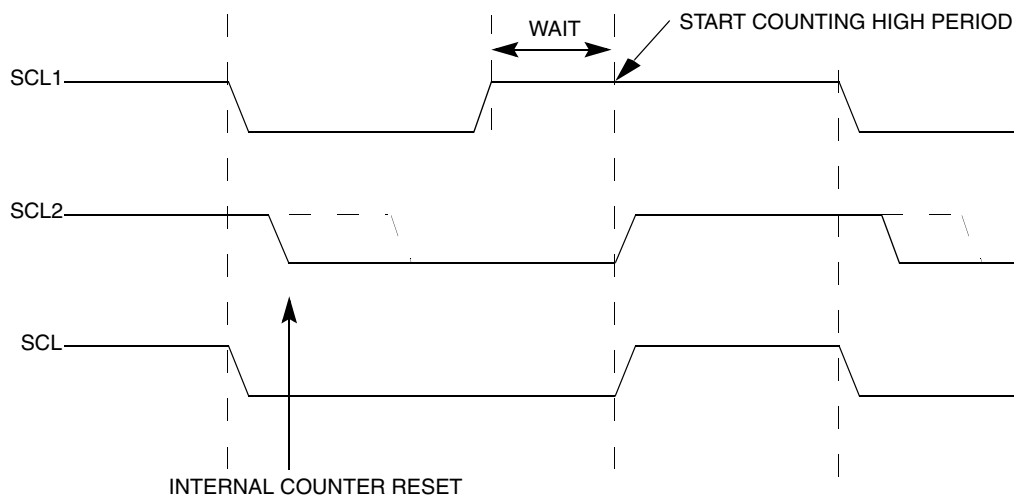 WAIT
START COUNTING HIGH PERIOD
SCL1
SCL2
SCL
INTERNAL COUNTER RESET